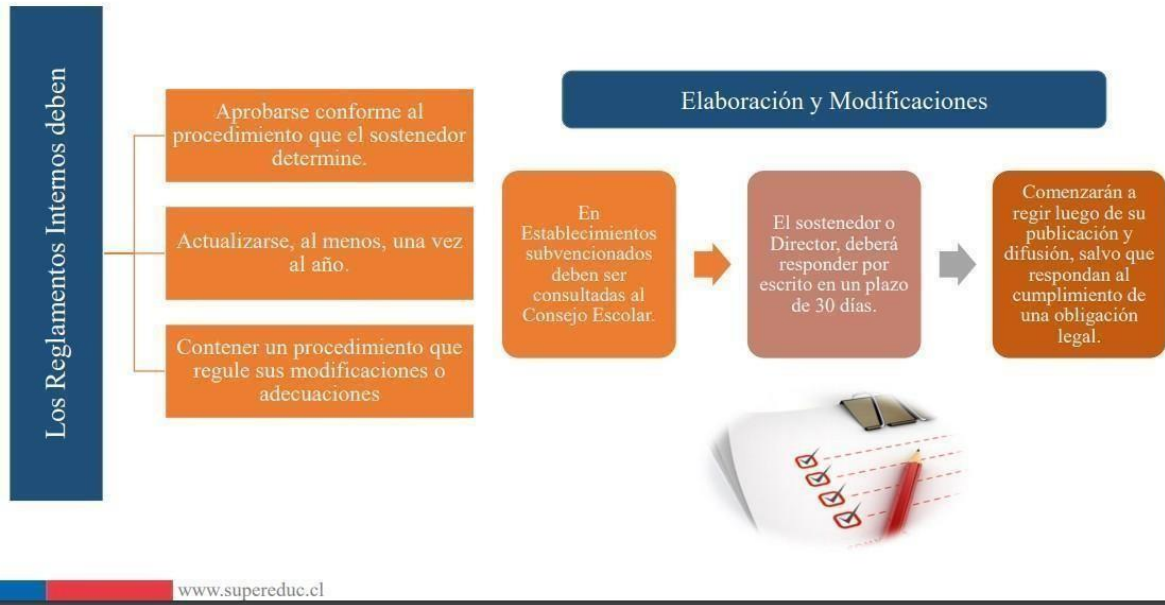 Los Reglamentos Internos deben
Aprobarse conforme al
procedimiento que el sostenedor
determine.
Actualizarse, al menos, una vez
al año.
Contener un procedimiento que
regule sus modificaciones o
adecuaciones
Elaboración y Modificaciones
En
Establecimientos
subvencionados
deben ser
consultadas al
Consejo Escolar.
El sostenedor o
Director, deberá
responder por
escrito en un plazo
de 30 días.
Comenzarán a
regir luego de su
publicación y
difusión, salvo que
respondan al
cumplimiento de
una obligación
legal.
www.supereduc.cl